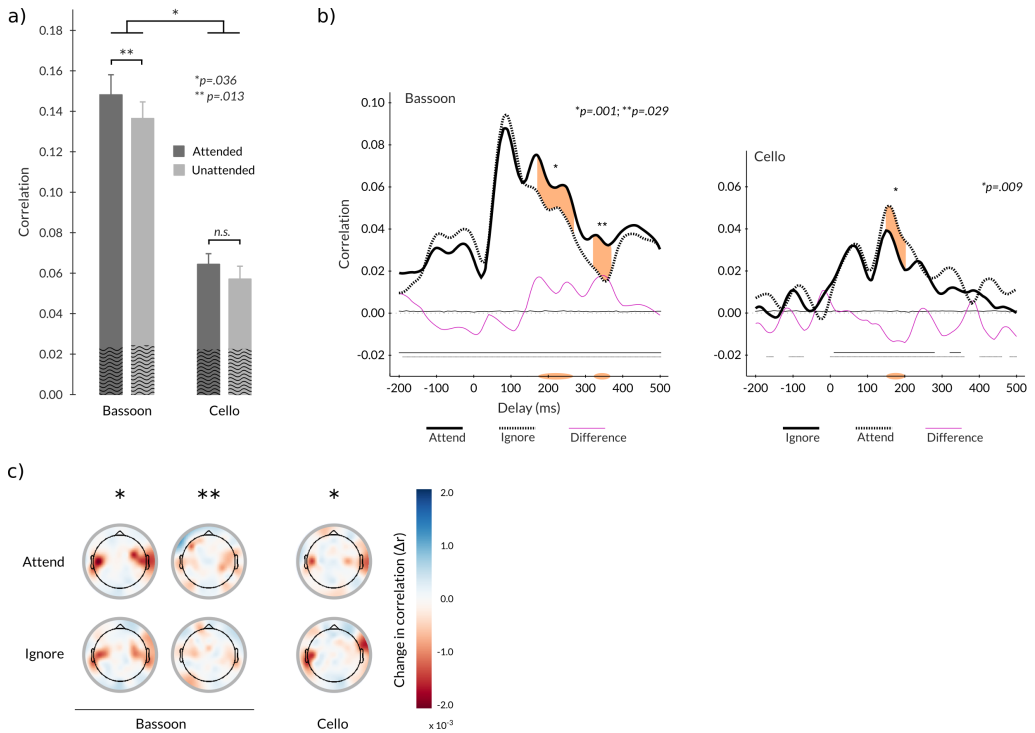 a)
*
**
*p=.036
** p=.013
Attended
Unattended
n.s.
Correlation
0.18
0.16
0.14
0.12
0.10
0.08
0.06
0.04
0.02
0.00
Bassoon
Cello
b)
Bassoon
*p=.001; **p=.029
*
**
Correlation
0.10
0.08
0.06
0.04
0.02
0.00
-0.02
-200
-100
0
100
200
300
400
500
Delay (ms)
Attend
Ignore
Difference
Cello
*p=.009
*
0.06
0.04
0.02
0.00
-0.02
-200
-100
0
100
200
300
400
500
Ignore
Attend
Difference
c)
*
**
*
Attend
Ignore
Bassoon
Cello
2.0
1.0
0.0
-1.0
-2.0
x 10-3
Change in correlation (Δr)